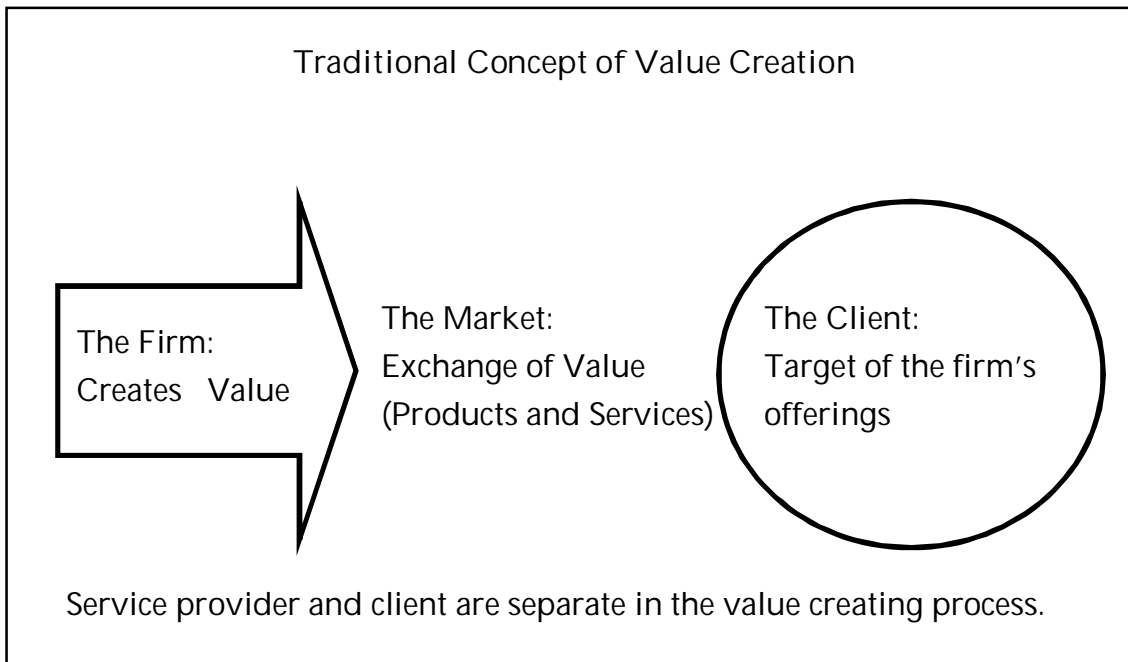 Traditional Concept of Value Creation
The Firm:
Creates Value
The Market:
Exchange of Value
(Products and Services)
The Client:
Target of the firm's
offerings
Service provider and client are separate in the value creating process.